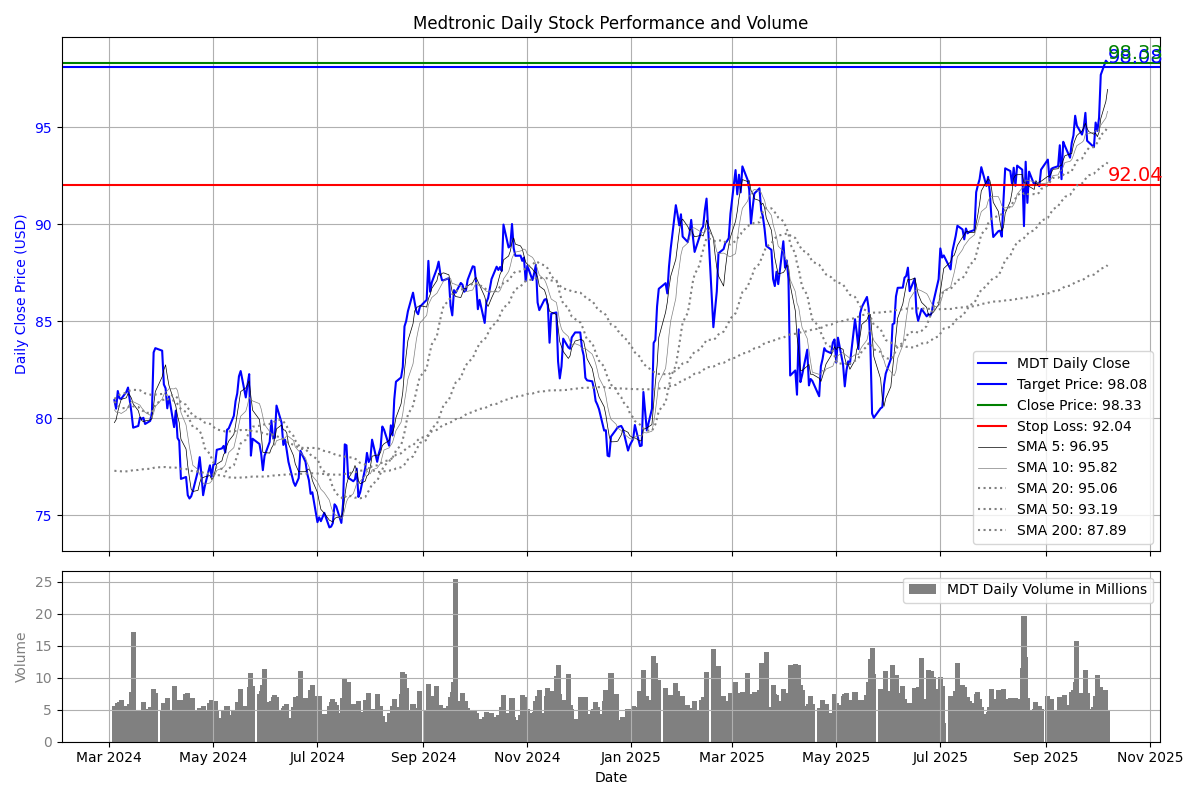 Medtronic Daily Stock Performance and Volume
98.33
98.08
92.04
Daily Close Price (USD)
95
90
85
80
75
MDT Daily Close
Target Price: 98.08
Close Price: 98.33
Stop Loss: 92.04
SMA 5: 96.95
SMA 10: 95.82
SMA 20: 95.06
SMA 50: 93.19
SMA 200: 87.89
Volume
25
20
15
10
5
0
MDT Daily Volume in Millions
Mar 2024 May 2024 Jul 2024 Sep 2024 Nov 2024 Jan 2025 Mar 2025 May 2025 Jul 2025 Sep 2025 Nov 2025
Date